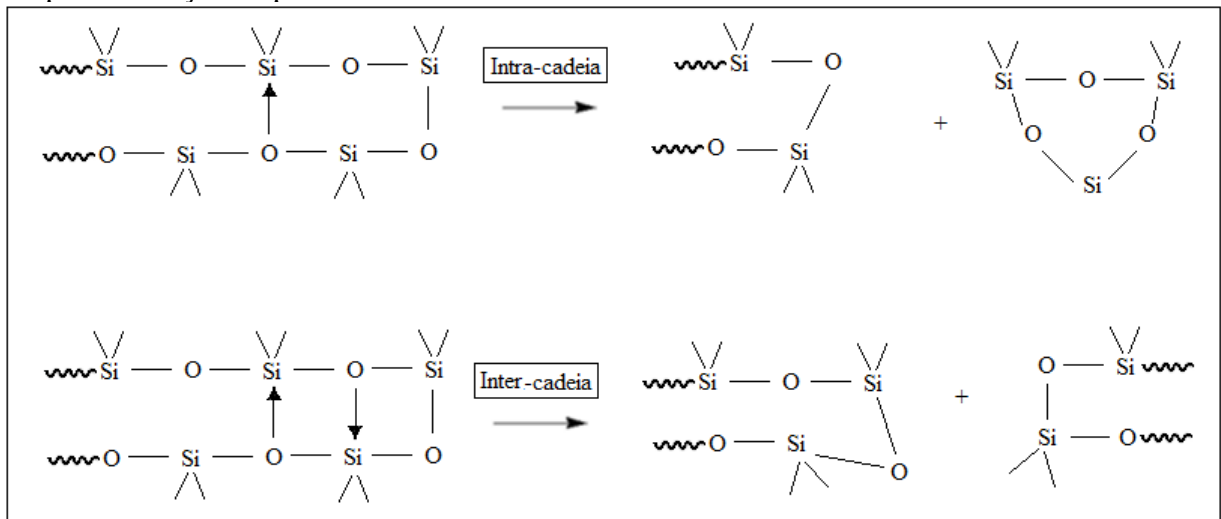 Si O Si O Si
Intra-cadeia
Si O
O Si O Si O
O Si
+
Si O Si
O O
Si
Si O Si O Si
Inter-cadeia
O Si O Si O
Si O Si
O Si O
+
O Si
Si O